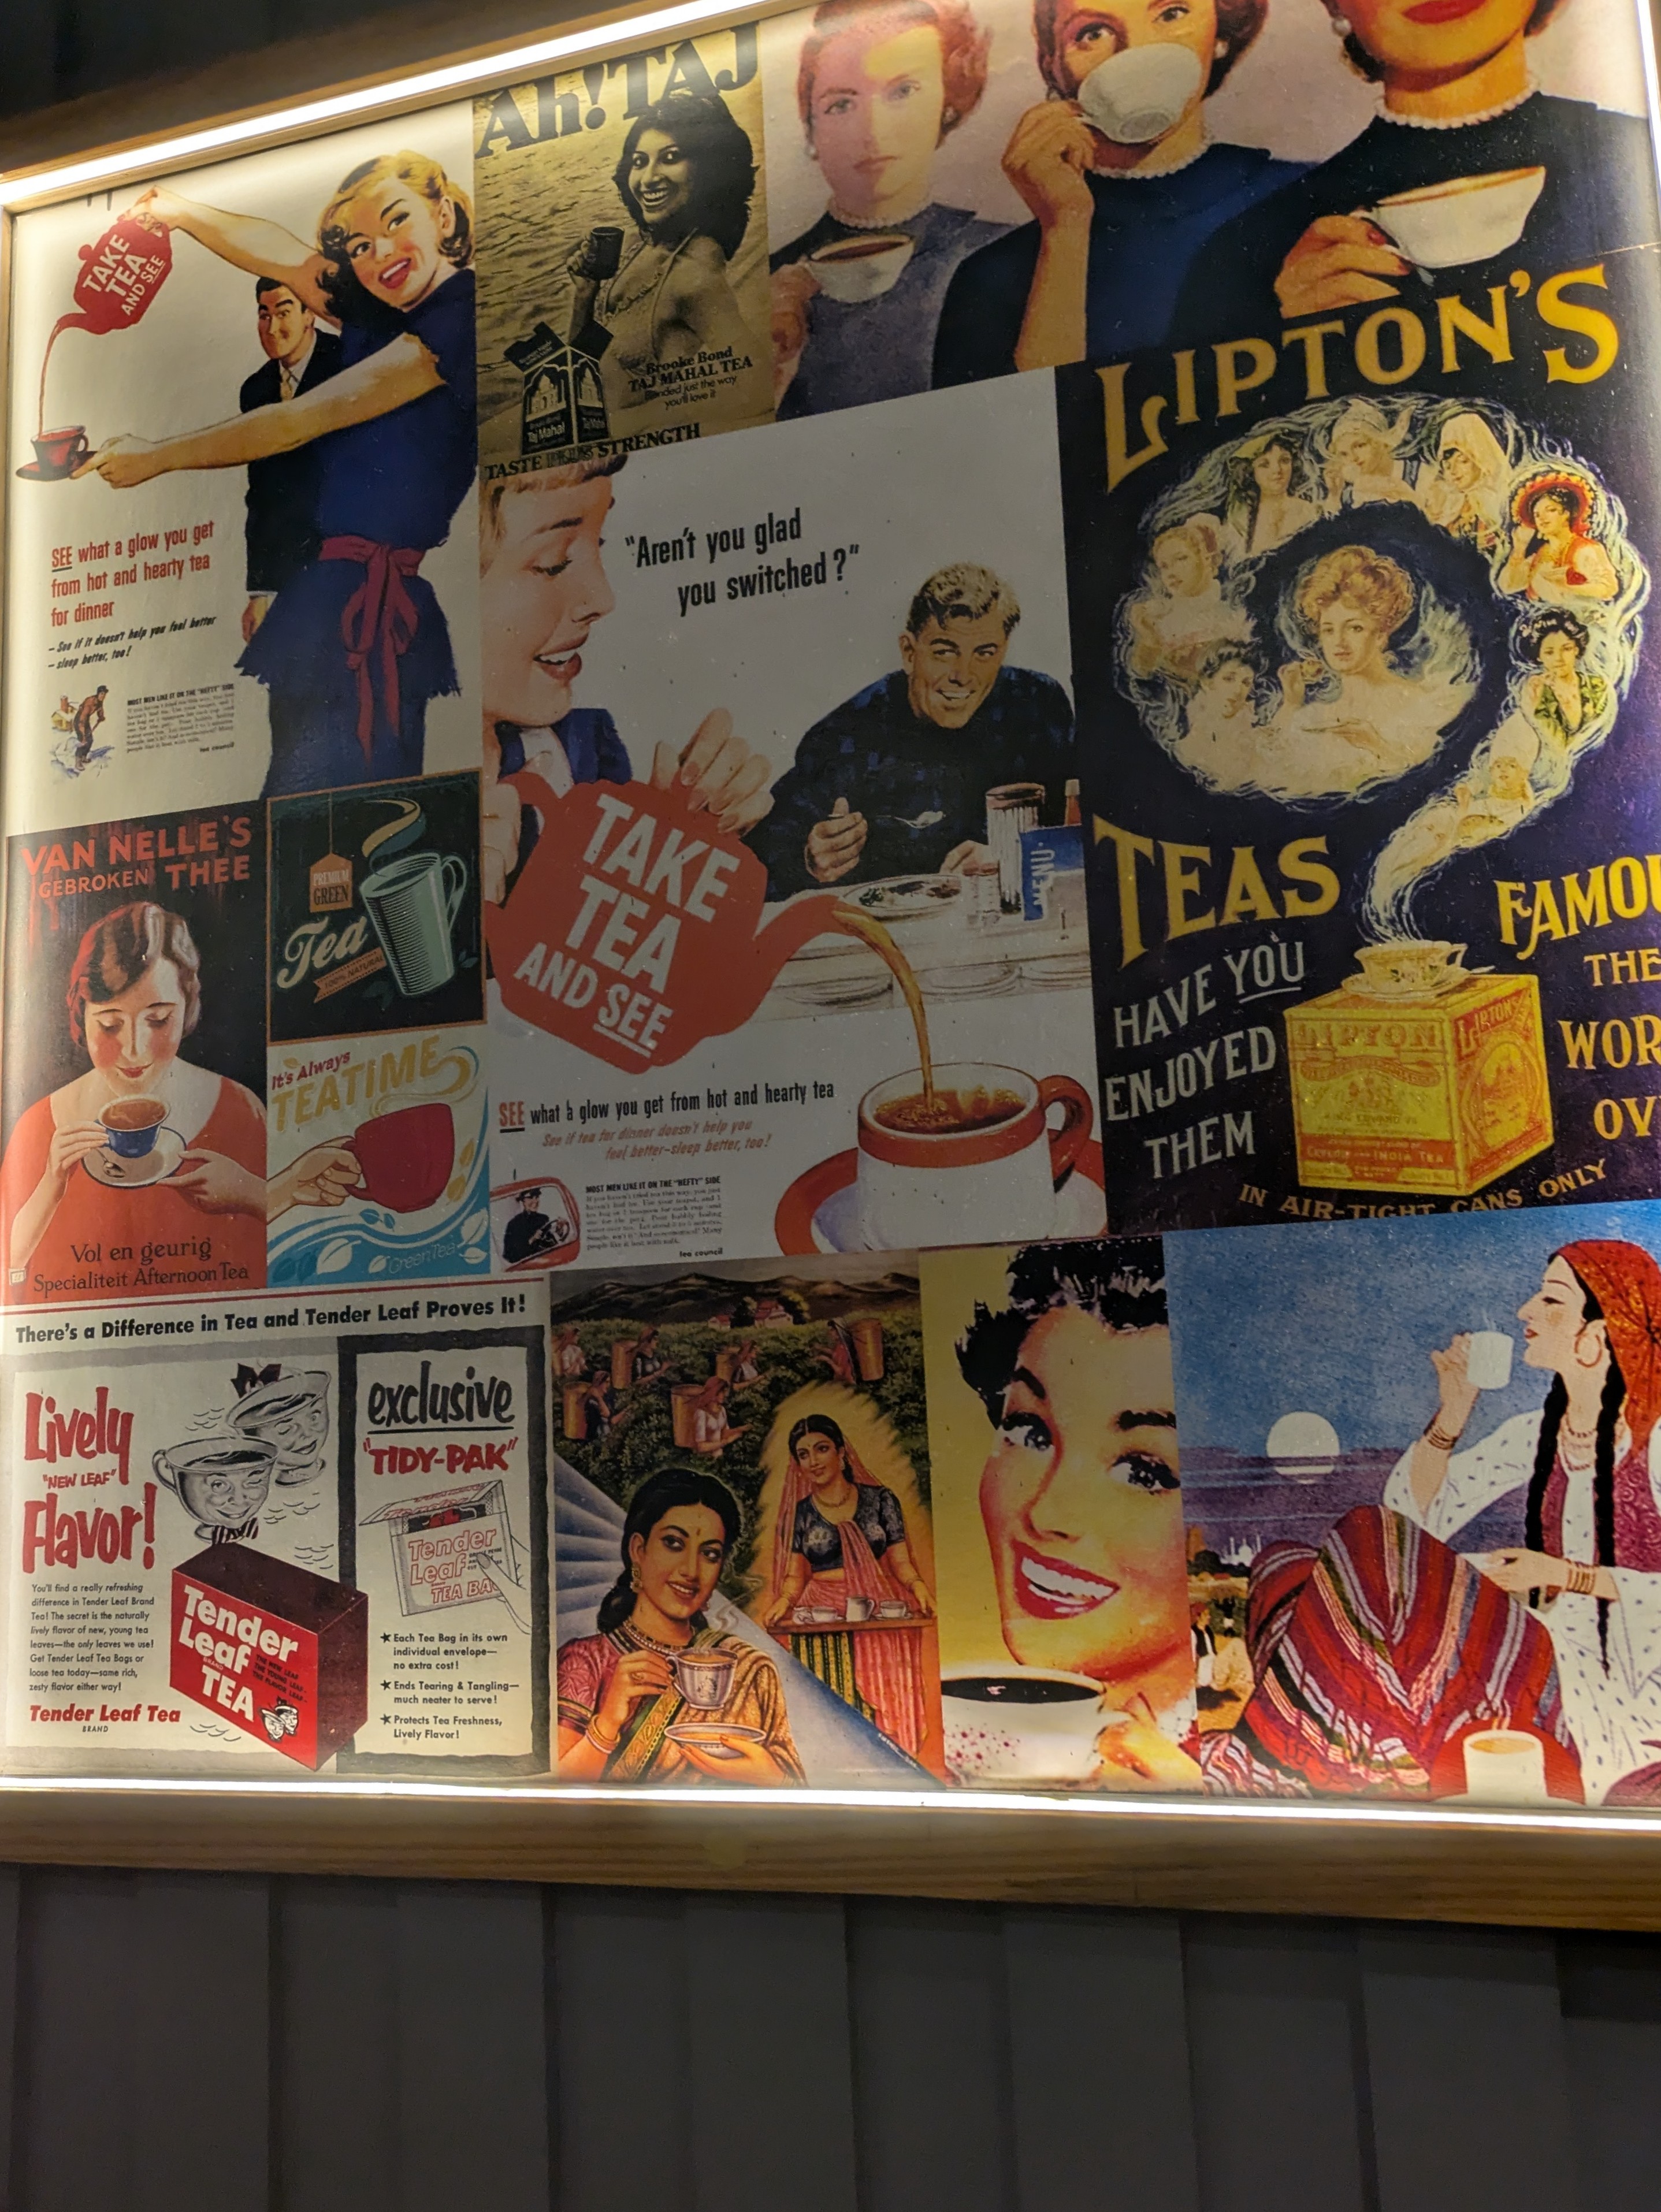 TAKE
TEA
AND SEE
SEE what a glow you get
from hot and hearty tea
for dinner
- See if it doesn't help you feel better
- sleep better, too!
MOST MEN LIKE IT ON THE "HEFTY" SIDE
tea council
Ah! TAJ
Brooke Bond
TAJ MAHAL TEA
Blended just the way
you'll love it
Taj Mahal
Taj Mahal
TASTE PLUS STRENGTH
"Aren't you glad
you switched?"
MENU
TAKE
TEA
AND SEE
SEE what a glow you get from hot and hearty tea
See if tea for dinner doesn't help you
feel better-sleep better, too!
MOST MEN LIKE IT ON THE "HEFTY" SIDE
tea council
LIPTON'S
TEAS
HAVE YOU
ENJOYED
THEM
FAMOU
THE
WOR
OV
LIPTON
LIPTON'S
CEYLON AND INDIA TEA
IN AIR-TIGHT CANS ONLY
VAN NELLE'S
GEBROKEN THEE
Vol en geurig
Specialiteit Afternoon Tea
PREMIUM
GREEN
Tea
100% NATURAL
It's Always
TEATIME
Green Tea
There's a Difference in Tea and Tender Leaf Proves It!
Lively
"NEW LEAF"
Flavor!
You'll find a really refreshing
difference in Tender Leaf Brand
Tea! The secret is the naturally
lively flavor of new, young tea
leaves—the only leaves we use!
Get Tender Leaf Tea Bags or
loose tea today—same rich,
zesty flavor either way!
Tender Leaf Tea
BRAND
Tender
Leaf
BRAND
TEA
exclusive
"TIDY-PAK"
Tender
Leaf
TEA BA
★ Each Tea Bag in its own
individual envelope—
no extra cost!
★ Ends Tearing & Tangling—
much neater to serve!
★ Protects Tea Freshness,
Lively Flavor!